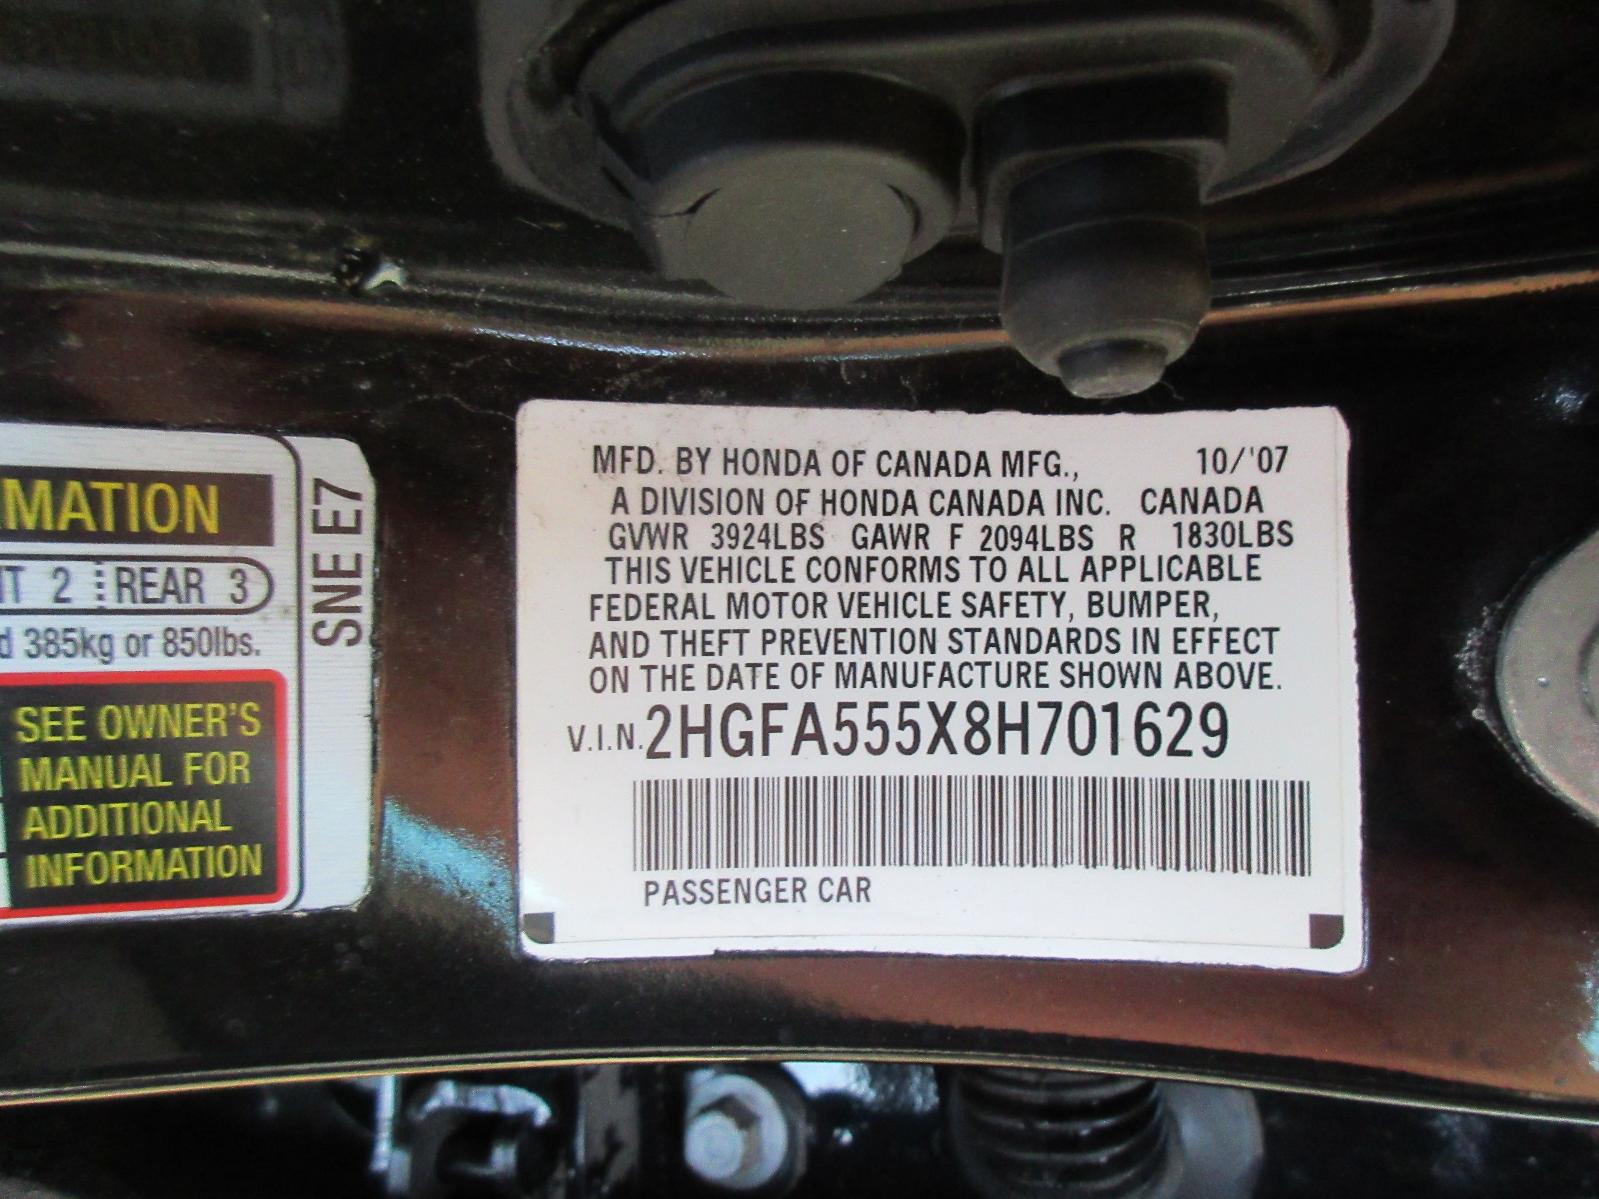 MATION
2 REAR 3
385kg or 850lbs.
SEE OWNER'S
MANUAL FOR
ADDITIONAL
INFORMATION
SNE E7
MFD. BY HONDA OF CANADA MFG., 10/'07
A DIVISION OF HONDA CANADA INC. CANADA
GVWR 3924LBS GAWR F 2094LBS R 1830LBS
THIS VEHICLE CONFORMS TO ALL APPLICABLE
FEDERAL MOTOR VEHICLE SAFETY, BUMPER,
AND THEFT PREVENTION STANDARDS IN EFFECT
ON THE DATE OF MANUFACTURE SHOWN ABOVE.
V.I.N. 2HGFA555X8H701629
PASSENGER CAR